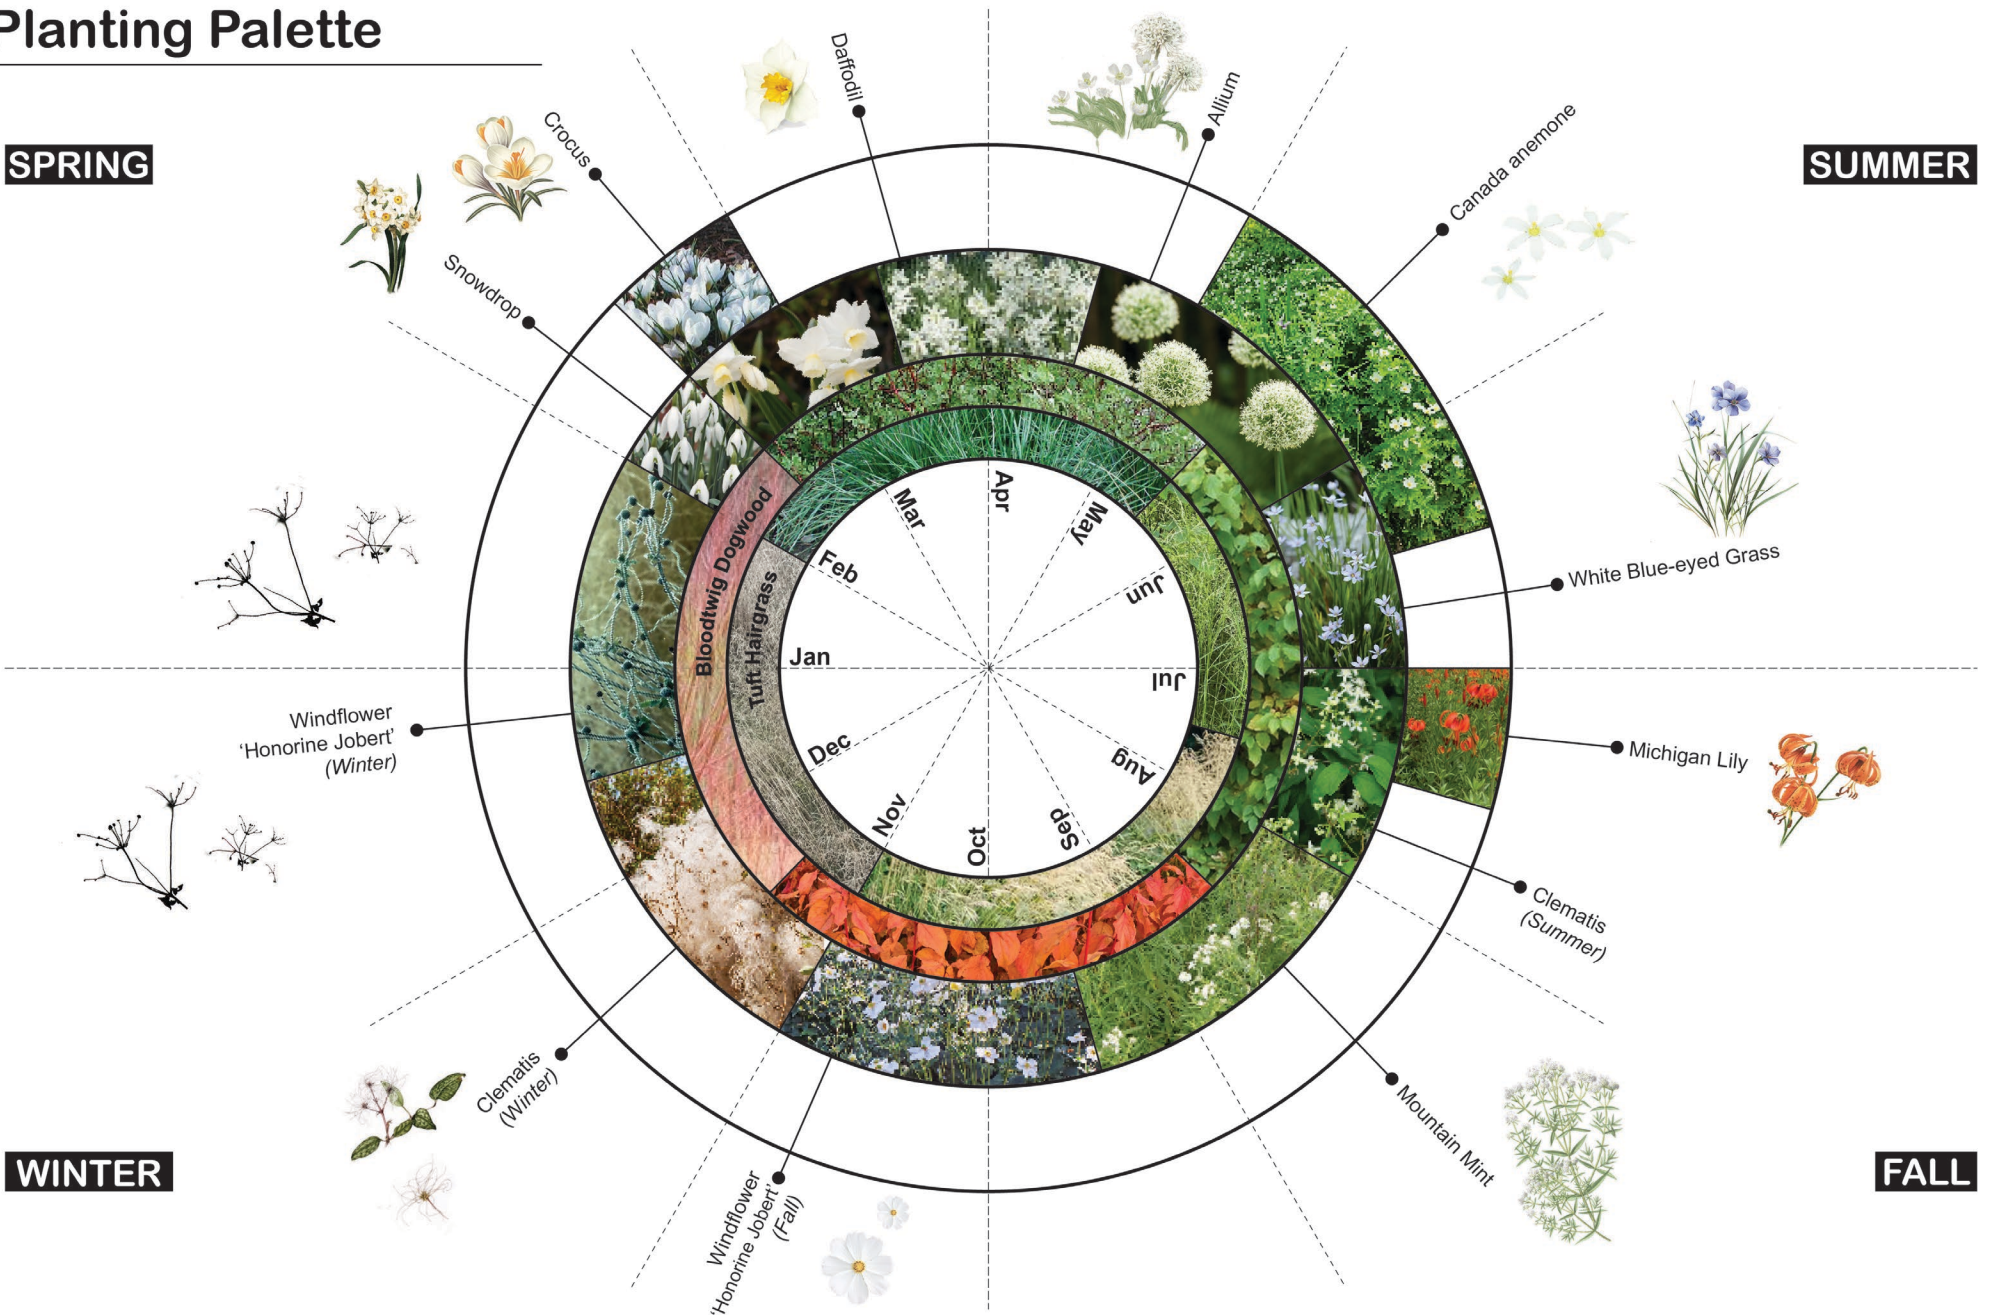 Planting Palette
SPRING
SUMMER
Daffodil
Allium
Crocus
Canada anemone
Snowdrop
White Blue-eyed Grass
Bloodtwig Dogwood
Tuft Hairgrass
Jan
Feb
Mar
Apr
May
Jun
Jul
Aug
Sep
Oct
Nov
Dec
Windflower
'Honorine Jobert'
(Winter)
Michigan Lily
Clematis
(Summer)
Mountain Mint
Clematis
(Winter)
Windflower
'Honorine Jobert'
(Fall)
WINTER
FALL